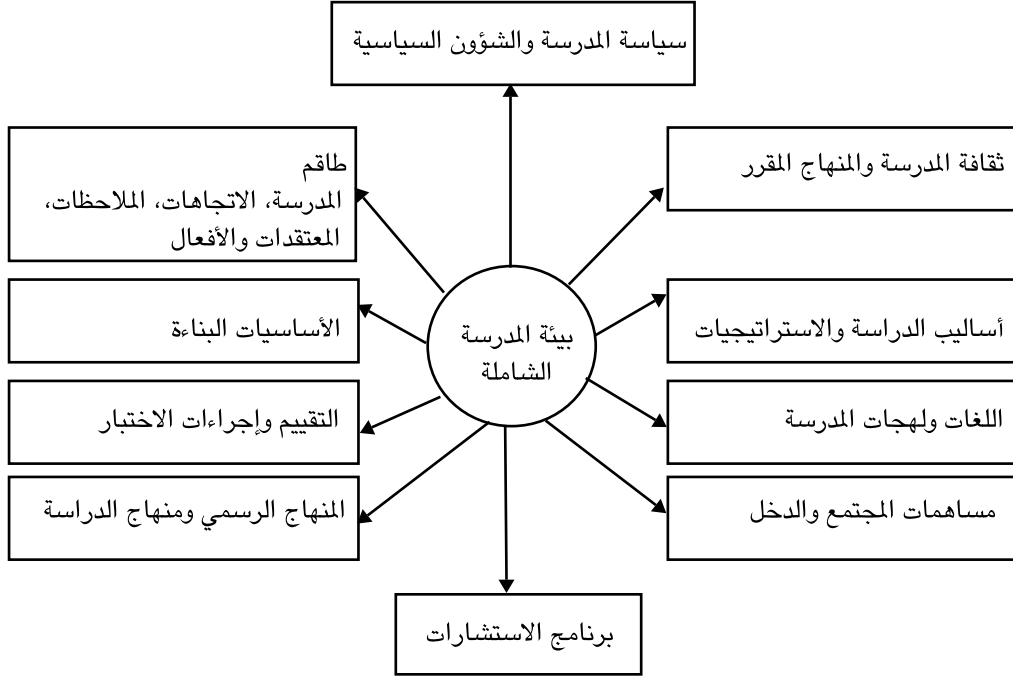 سياسة المدرسة والشؤون السياسية
ثقافة المدرسة والمنهاج المقرر
طاقم
المدرسة، الاتجاهات، الملاحظات،
المعتقدات والأفعال
أساليب الدراسة والاستراتيجيات
الأساسيات البناءة
بيئة المدرسة
الشاملة
اللغات ولهجات المدرسة
التقييم وإجراءات الاختبار
مساهمات المجتمع والدخل
المنهاج الرسمي ومنهاج الدراسة
برنامج الاستشارات